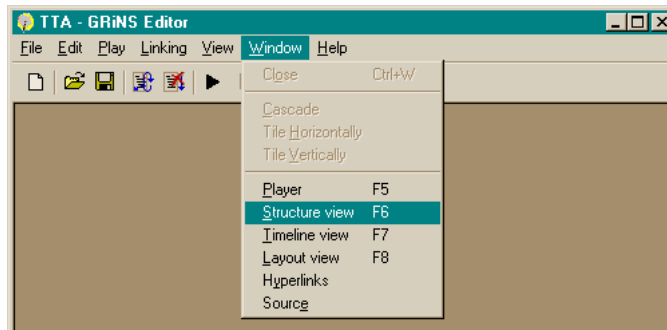 TTA - GRiNS Editor
File Edit Play Linking View Window Help
Close Ctrl+W
Cascade
Tile Horizontally
Tile Vertically
Player F5
Structure view F6
Timeline view F7
Layout view F8
Hyperlinks
Source